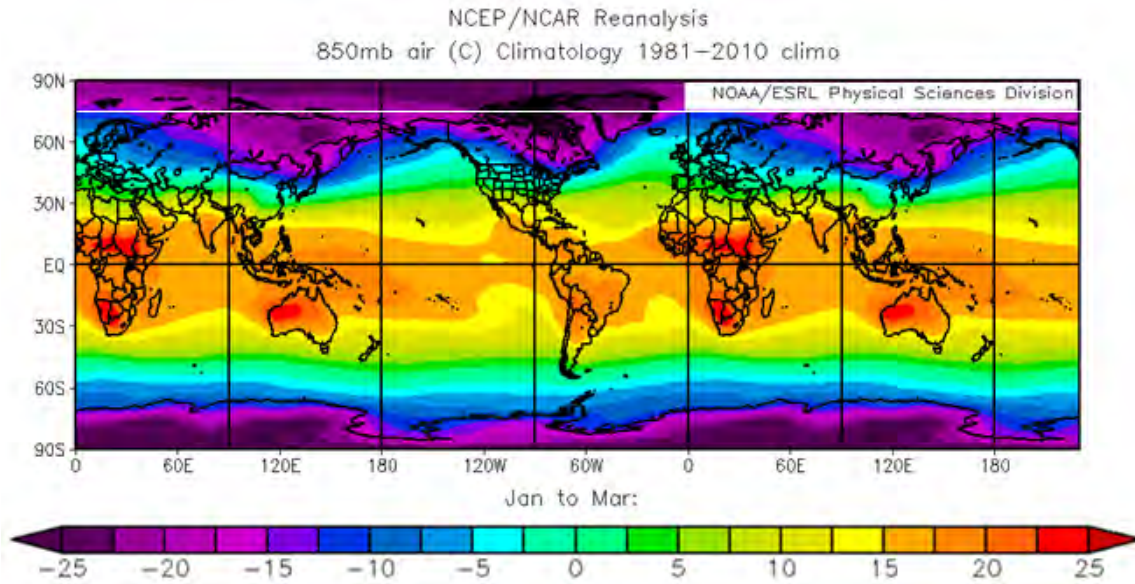 NCEP/NCAR Reanalysis
850mb air (C) Climatology 1981-2010 climo
NOAA/ESRL Physical Sciences Division
90N
60N
30N
EQ
30S
60S
90S
0 60E 120E 180 120W 60W 0 60E 120E 180
Jan to Mar:
-25 -20 -15 -10 -5 0 5 10 15 20 25